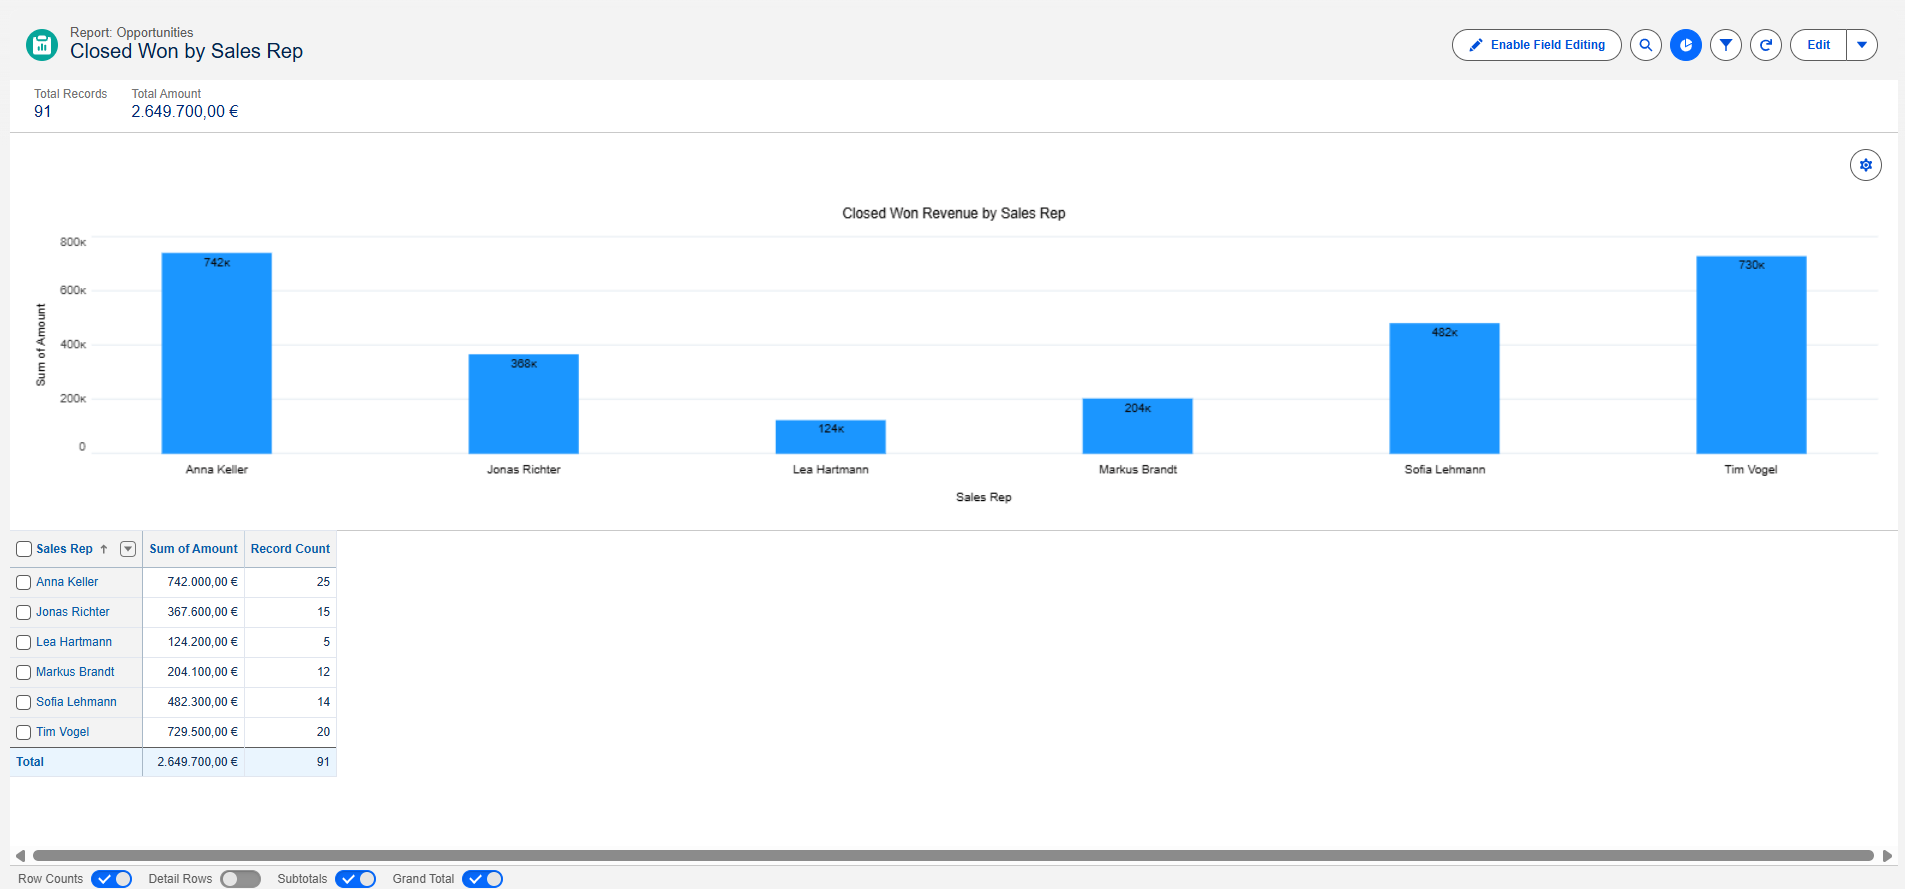 Report: Opportunities
Closed Won by Sales Rep
Enable Field Editing
Edit
Total Records
91
Total Amount
2.649.700,00 €
Closed Won Revenue by Sales Rep
Sum of Amount
800K
600K
400K
200K
0
742K
368K
124K
204K
482K
730K
Anna Keller
Jonas Richter
Lea Hartmann
Markus Brandt
Sofia Lehmann
Tim Vogel
Sales Rep
Sales Rep ↑ Sum of Amount Record Count
Anna Keller 742.000,00 € 25
Jonas Richter 367.600,00 € 15
Lea Hartmann 124.200,00 € 5
Markus Brandt 204.100,00 € 12
Sofia Lehmann 482.300,00 € 14
Tim Vogel 729.500,00 € 20
Total 2.649.700,00 € 91
Row Counts Detail Rows Subtotals Grand Total